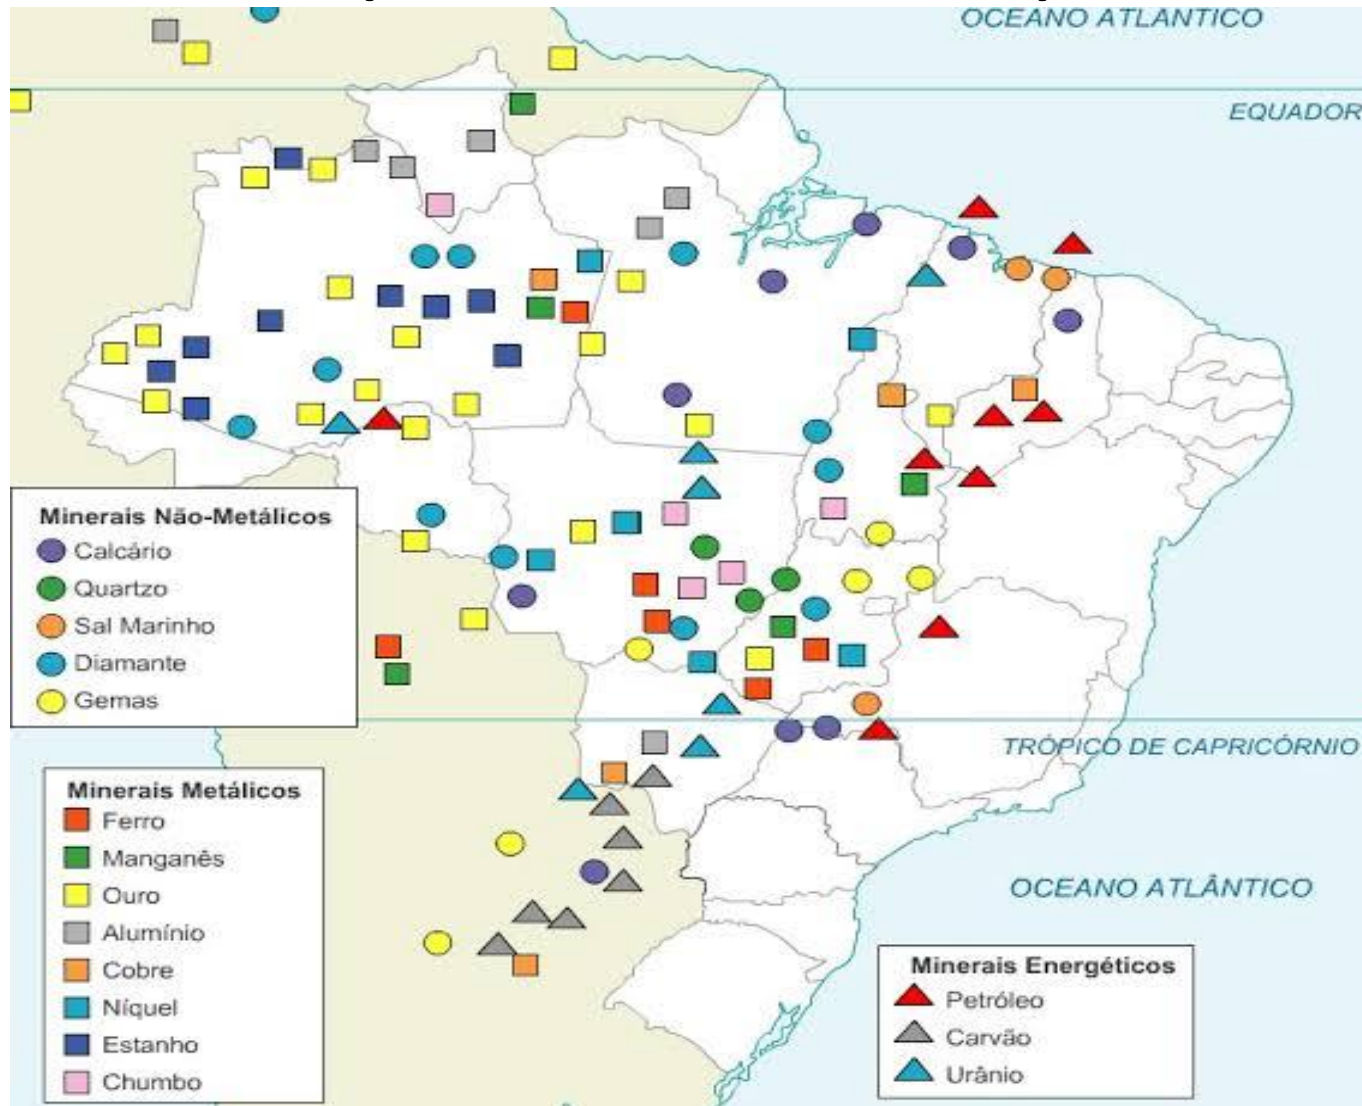 OCEANO ATLÂNTICO
EQUADOR
Minerais Não-Metálicos
Calcário
Quartzo
Sal Marinho
Diamante
Gemas
TRÓPICO DE CAPRICÓRNIO
Minerais Metálicos
Ferro
Manganês
Ouro
Alumínio
Cobre
Níquel
Estanho
Chumbo
OCEANO ATLÂNTICO
Minerais Energéticos
Petróleo
Carvão
Urânio